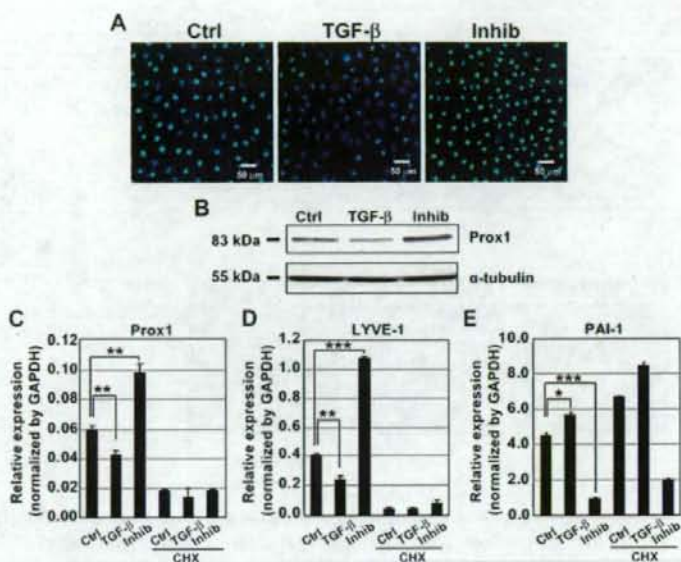 A Ctrl TGF-β Inhib
50 μm 50 μm 50 μm
B Ctrl TGF-β Inhib
83 kDa Prox1
55 kDa α-tubulin
C Prox1
Relative expression
(normalized by GAPDH)
0.12
0.10
0.08
0.06
0.04
0.02
0.00
**
**
Ctrl TGF-β Inhib Ctrl TGF-β Inhib
CHX
D LYVE-1
Relative expression
(normalized by GAPDH)
1.2
1.0
0.8
0.6
0.4
0.2
0.0
***
**
Ctrl TGF-β Inhib Ctrl TGF-β Inhib
CHX
E PAI-1
Relative expression
(normalized by GAPDH)
10.0
8.0
6.0
4.0
2.0
0.0
***
*
Ctrl TGF-β Inhib Ctrl TGF-β Inhib
CHX